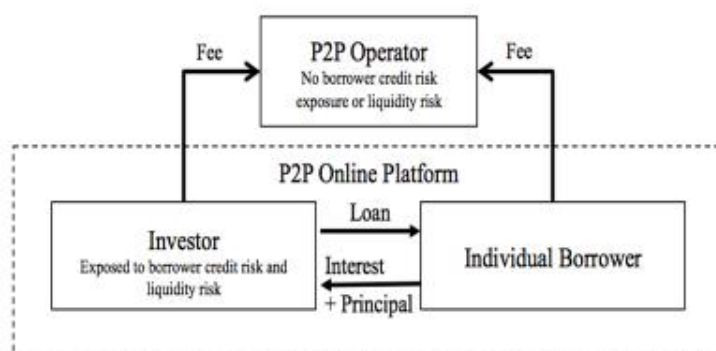 Fee
P2P Operator
No borrower credit risk
exposure or liquidity risk
Fee
P2P Online Platform
Investor
Exposed to borrower credit risk and
liquidity risk
Loan
Interest
+ Principal
Individual Borrower